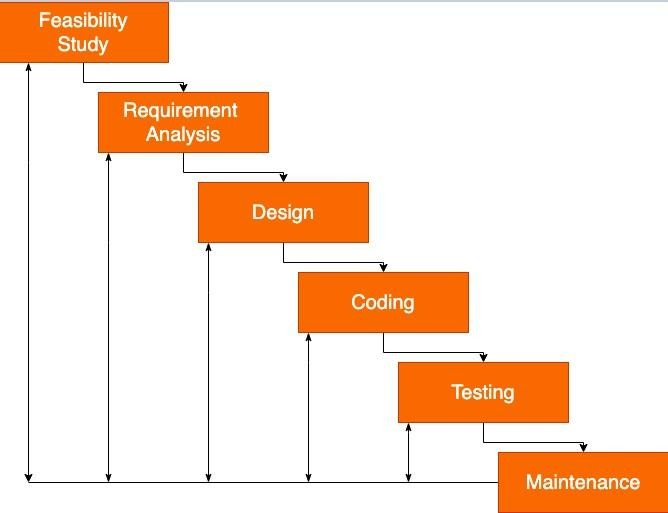 Feasibility
Study
Requirement
Analysis
Design
Coding
Testing
Maintenance